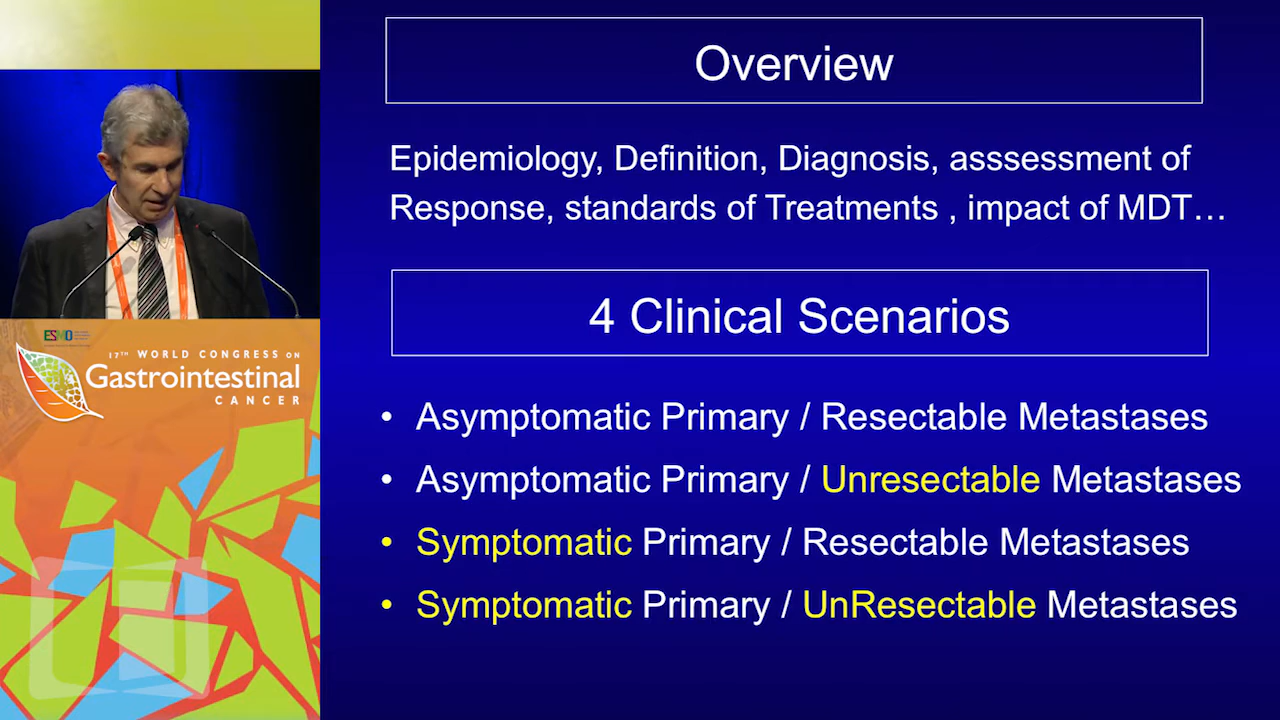 Overview
Epidemiology, Definition, Diagnosis, asssessment of
Response, standards of Treatments , impact of MDT…
4 Clinical Scenarios
• Asymptomatic Primary / Resectable Metastases
• Asymptomatic Primary / Unresectable Metastases
• Symptomatic Primary / Resectable Metastases
• Symptomatic Primary / UnResectable Metastases
ESMO
17TH WORLD CONGRESS ON
Gastrointestinal
CANCER